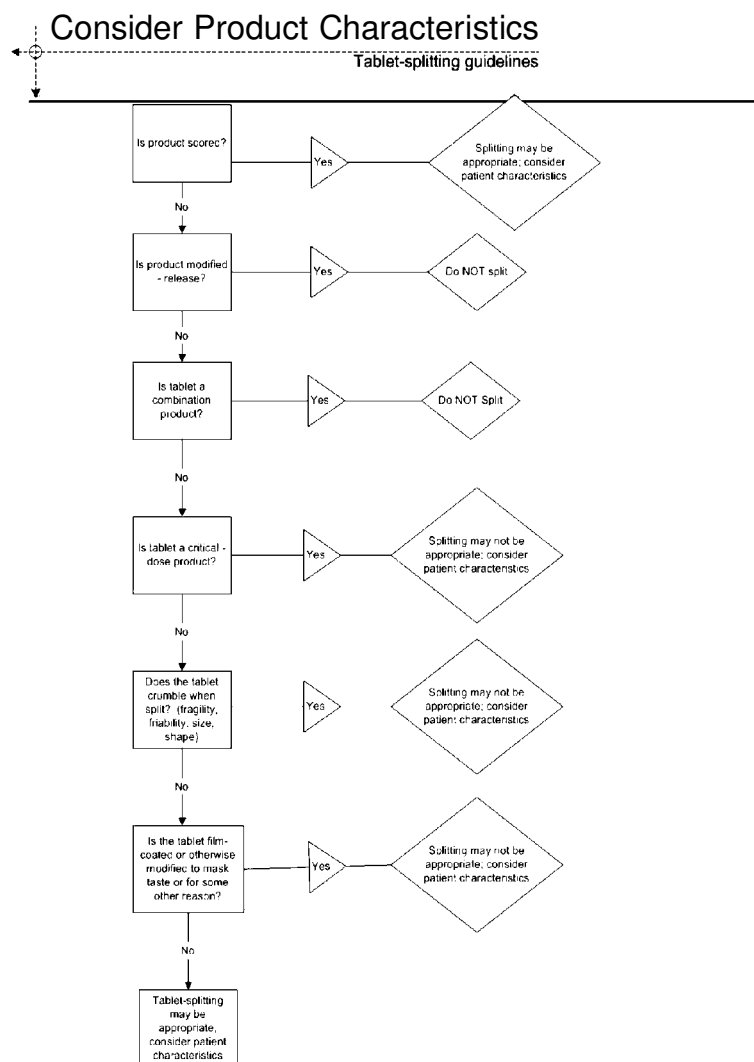 Consider Product Characteristics
Tablet-splitting guidelines
Is product scored?
Yes
Splitting may be
appropriate; consider
patient characteristics
No
Is product modified
- release?
Yes
Do NOT split
No
Is tablet a
combination
product?
Yes
Do NOT Split
No
Is tablet a critical -
dose product?
Yes
Splitting may not be
appropriate; consider
patient characteristics
No
Does the tablet
crumble when
split? (fragility,
friability, size,
shape)
Yes
Splitting may not be
appropriate; consider
patient characteristics
No
Is the tablet film-
coated or otherwise
modified to mask
taste or for some
other reason?
Yes
Splitting may not be
appropriate; consider
patient characteristics
No
Tablet-splitting
may be
appropriate,
consider patient
characteristics